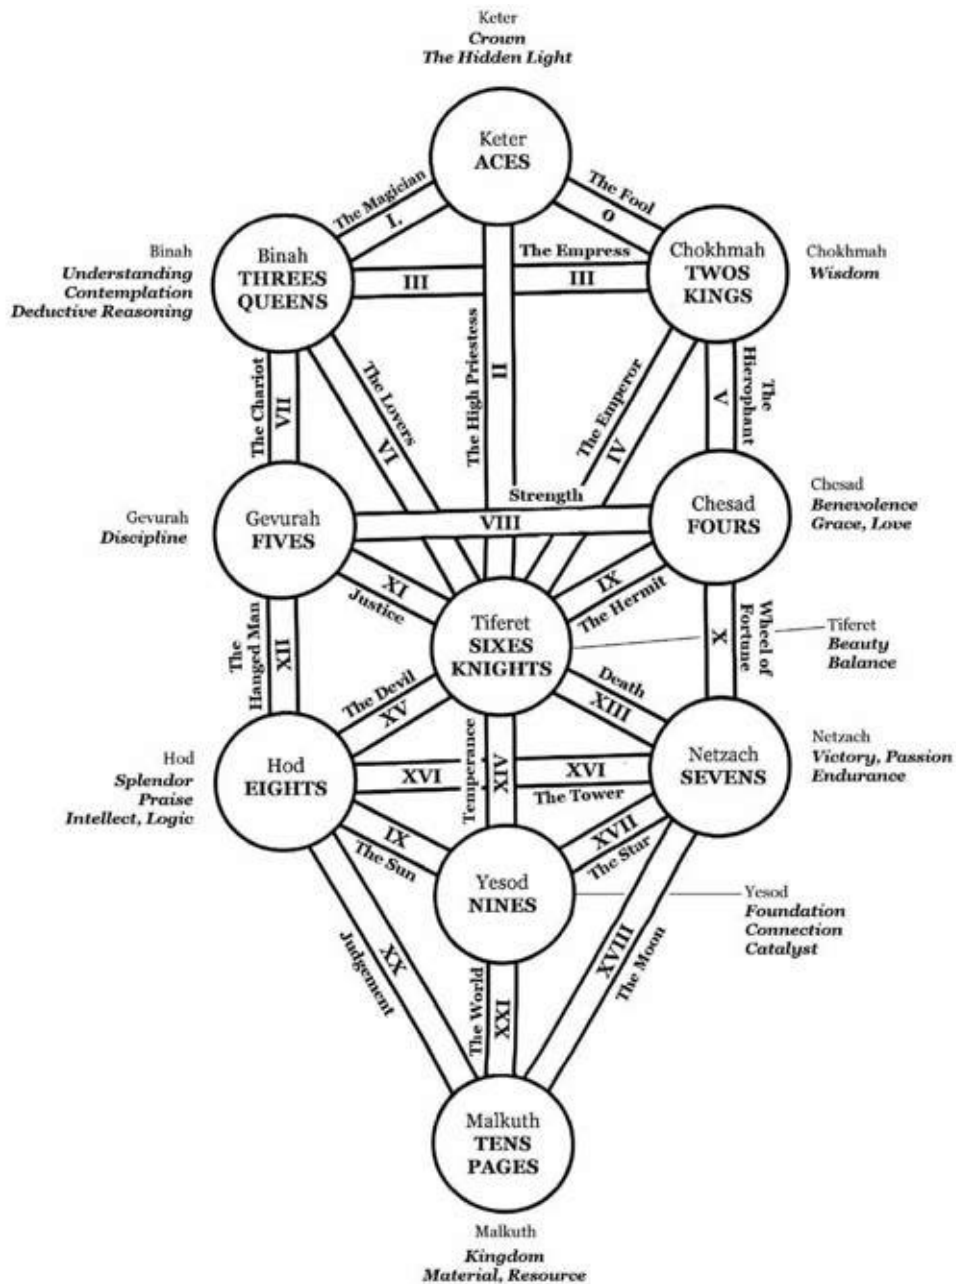 Keter
Crown
The Hidden Light
Keter
ACES
The Magician
I.
The Fool
0
Binah
Understanding
Contemplation
Deductive Reasoning
Binah
THREES
QUEENS
The Empress
III
III
Chokhmah
TWOS
KINGS
Chokhmah
Wisdom
The Chariot
VII
The Lovers
VI
The High Priestess
II
The Emperor
IV
The
Hierophant
V
Gevurah
Discipline
Gevurah
FIVES
Strength
VIII
Chesad
FOURS
Chesad
Benevolence
Grace, Love
XI
Justice
IX
The Hermit
The
Hanged Man
XII
Tiferet
SIXES
KNIGHTS
Wheel of
Fortune
X
Tiferet
Beauty
Balance
The Devil
XV
Death
XIII
Hod
Splendor
Praise
Intellect, Logic
Hod
EIGHTS
XVI
Temperance
XIV
XVI
The Tower
Netzach
SEVENS
Netzach
Victory, Passion
Endurance
IX
The Sun
XVII
The Star
Yesod
NINES
Yesod
Foundation
Connection
Catalyst
XX
Judgement
The World
IXX
XVIII
The Moon
Malkuth
TENS
PAGES
Malkuth
Kingdom
Material, Resource